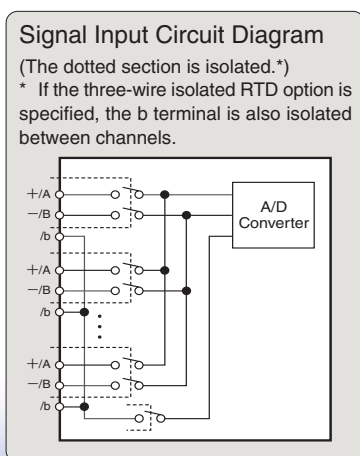 Signal Input Circuit Diagram
(The dotted section is isolated.*)
* If the three-wire isolated RTD option is
specified, the b terminal is also isolated
between channels.
+/A
−/B
/b
A/D
Converter
+/A
−/B
/b
+/A
−/B
/b